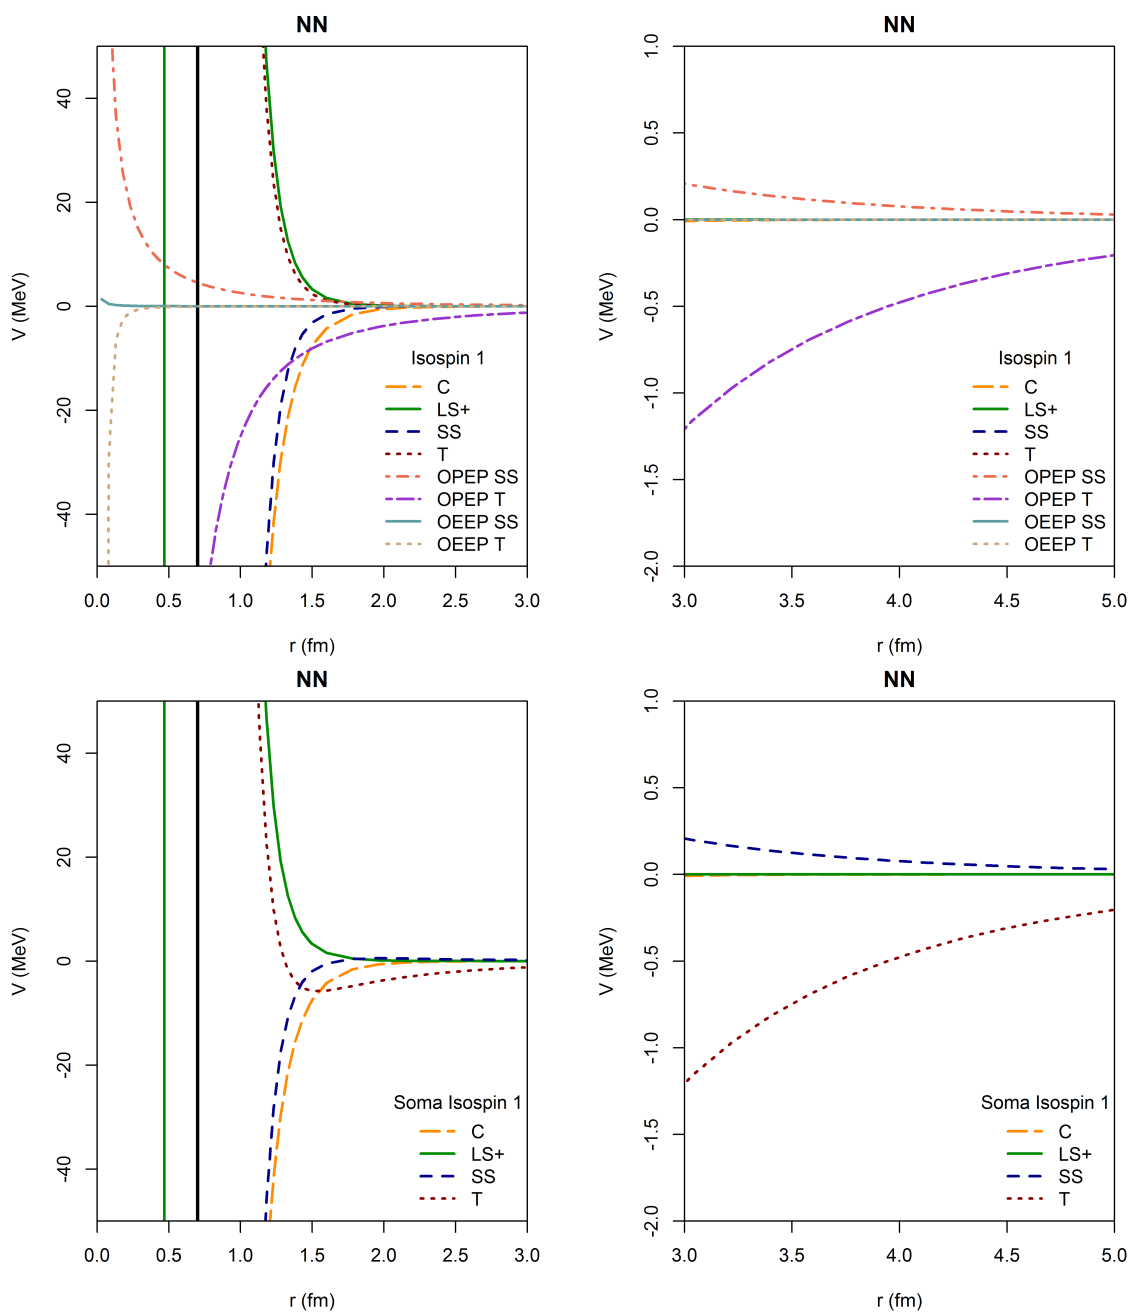 NN
V (MeV)
40
20
0
-20
-40
0.0 0.5 1.0 1.5 2.0 2.5 3.0
r (fm)
Isospin 1
C
LS+
SS
T
OPEP SS
OPEP T
OEEP SS
OEEP T
NN
V (MeV)
1.0
0.5
0.0
-0.5
-1.0
-1.5
-2.0
3.0 3.5 4.0 4.5 5.0
r (fm)
Isospin 1
C
LS+
SS
T
OPEP SS
OPEP T
OEEP SS
OEEP T
NN
V (MeV)
40
20
0
-20
-40
0.0 0.5 1.0 1.5 2.0 2.5 3.0
r (fm)
Soma Isospin 1
C
LS+
SS
T
NN
V (MeV)
1.0
0.5
0.0
-0.5
-1.0
-1.5
-2.0
3.0 3.5 4.0 4.5 5.0
r (fm)
Soma Isospin 1
C
LS+
SS
T